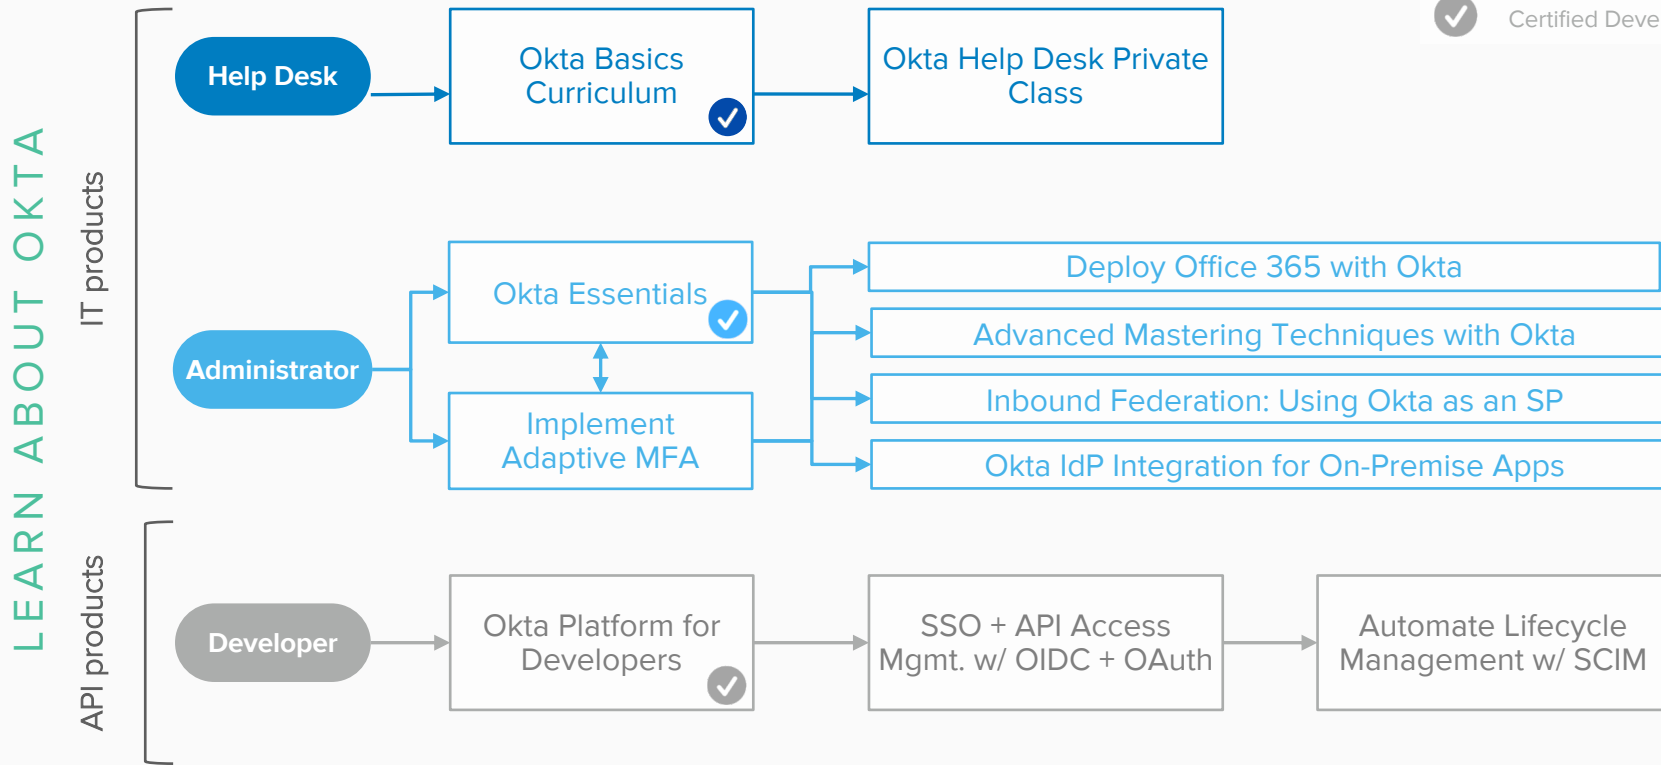 LEARN ABOUT OKTA
IT products
Help Desk
Okta Basics
Curriculum
Okta Help Desk Private
Class
Certified Deve
Administrator
Okta Essentials
Implement
Adaptive MFA
Deploy Office 365 with Okta
Advanced Mastering Techniques with Okta
Inbound Federation: Using Okta as an SP
Okta IdP Integration for On-Premise Apps
API products
Developer
Okta Platform for
Developers
SSO + API Access
Mgmt. w/ OIDC + OAuth
Automate Lifecycle
Management w/ SCIM